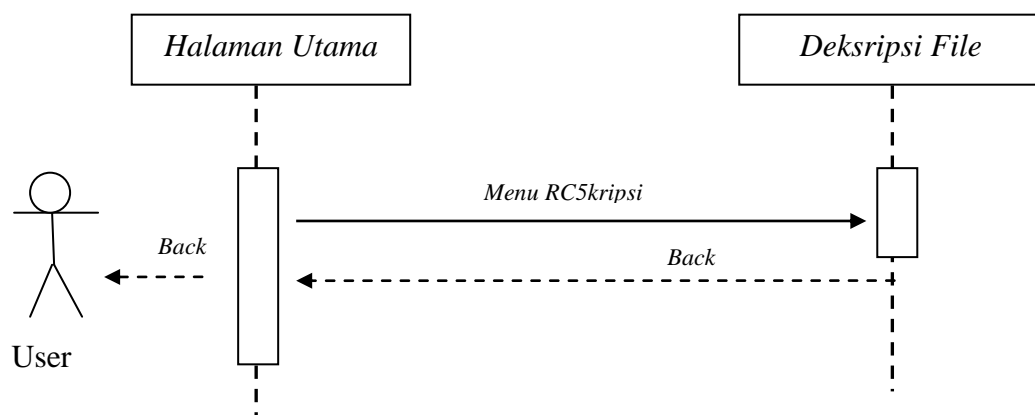 Halaman Utama
Deksripsi File
Menu RC5kripsi
Back
Back
User